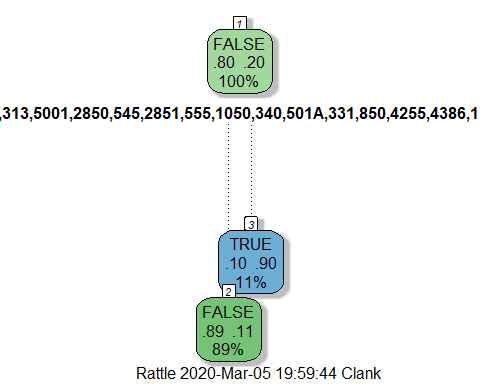 1
FALSE
.80 .20
100%
,313,5001,2850,545,2851,555,1050,340,501A,331,850,4255,4386,1
3
TRUE
.10 .90
11%
2
FALSE
.89 .11
89%
Rattle 2020-Mar-05 19:59:44 Clank